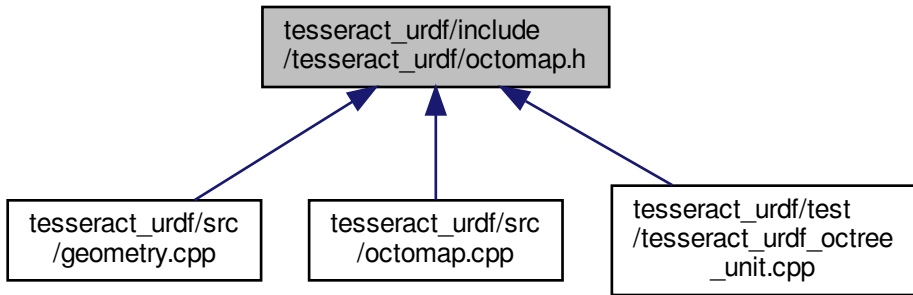 tesseract_urdf/include
/tesseract_urdf/octomap.h
tesseract_urdf/src
/geometry.cpp
tesseract_urdf/src
/octomap.cpp
tesseract_urdf/test
/tesseract_urdf_octree
_unit.cpp